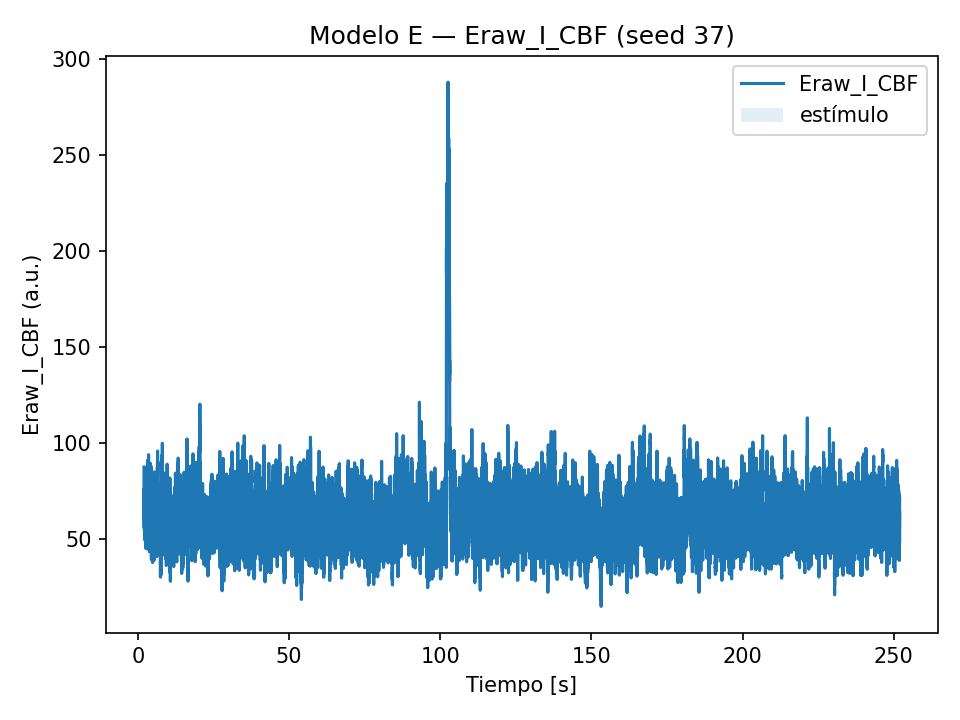 Modelo E — Eraw_I_CBF (seed 37)
Eraw_I_CBF
estímulo
Eraw_I_CBF (a.u.)
300
250
200
150
100
50
0
50
100
150
200
250
Tiempo [s]